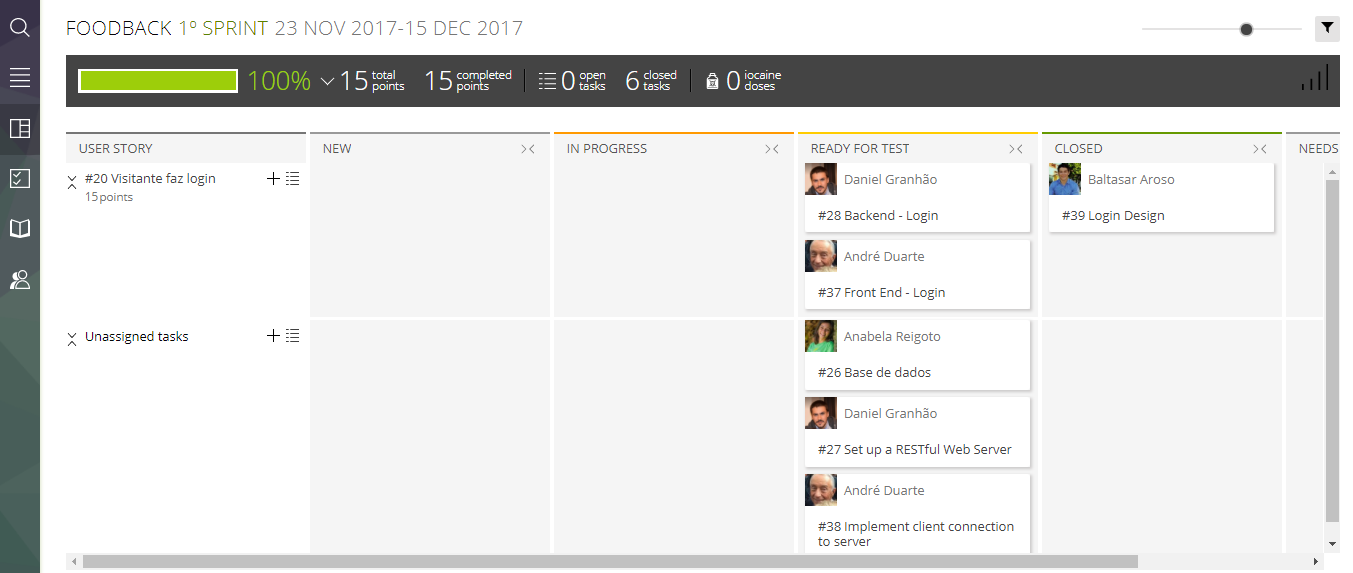 FOODBACK 1º SPRINT 23 NOV 2017-15 DEC 2017
100% 15 total points 15 completed points 0 open tasks 6 closed tasks 0 iocaine doses
USER STORY NEW IN PROGRESS READY FOR TEST CLOSED NEEDS
#20 Visitante faz login
15 points
Daniel Granhão
#28 Backend - Login
André Duarte
#37 Front End - Login
Baltasar Aroso
#39 Login Design
Unassigned tasks
Anabela Reigoto
#26 Base de dados
Daniel Granhão
#27 Set up a RESTful Web Server
André Duarte
#38 Implement client connection
to server